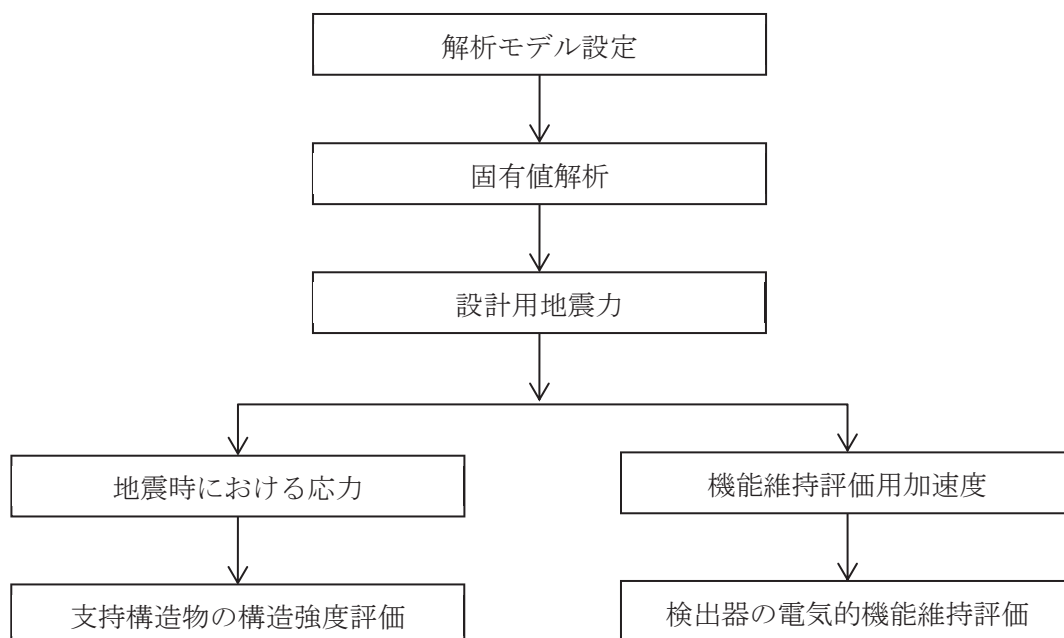 解析モデル設定
固有値解析
設計用地震力
地震時における応力
機能維持評価用加速度
支持構造物の構造強度評価
検出器の電気的機能維持評価